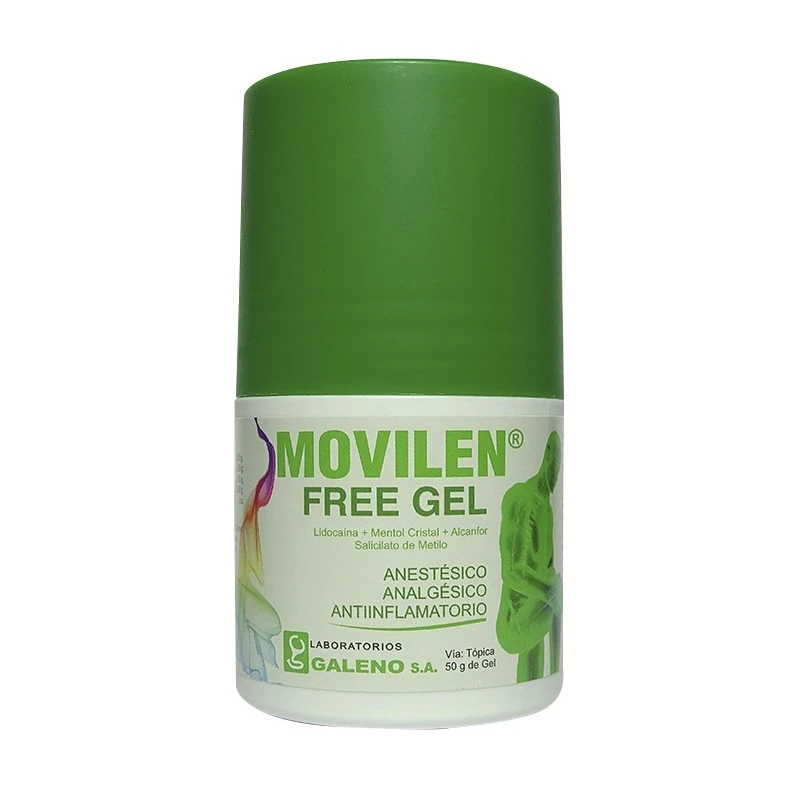 MOVILEN®
FREE GEL
Lidocaína + Mentol Cristal + Alcanfor
Salicilato de Metilo
ANESTÉSICO
ANALGÉSICO
ANTIINFLAMATORIO
LABORATORIOS
GALENO S.A.
Vía: Tópica
50 g de Gel